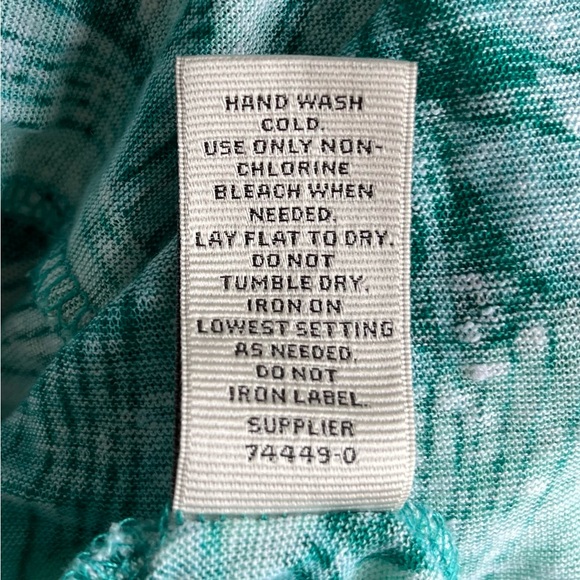 HAND WASH
COLD.
USE ONLY NON-
CHLORINE
BLEACH WHEN
NEEDED.
LAY FLAT TO DRY.
DO NOT
TUMBLE DRY.
IRON ON
LOWEST SETTING
AS NEEDED.
DO NOT
IRON LABEL.
SUPPLIER
74449-0